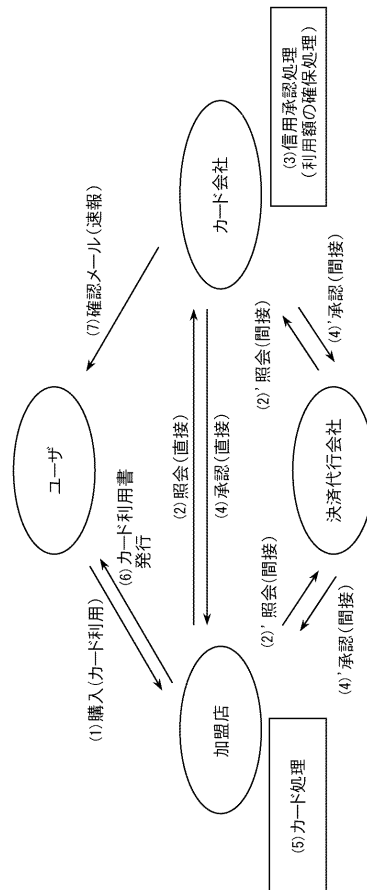 ユーザ
(1)購入(カード利用)
(6)カード利用書
発行
(7)確認メール(速報)
加盟店
(2)照会(直接)
(4)承認(直接)
カード会社
(5)カード処理
(3)信用承認処理
(利用額の確保処理)
(2)'照会(間接)
(4)'承認(間接)
(2)'照会(間接)
(4)'承認(間接)
決済代行会社